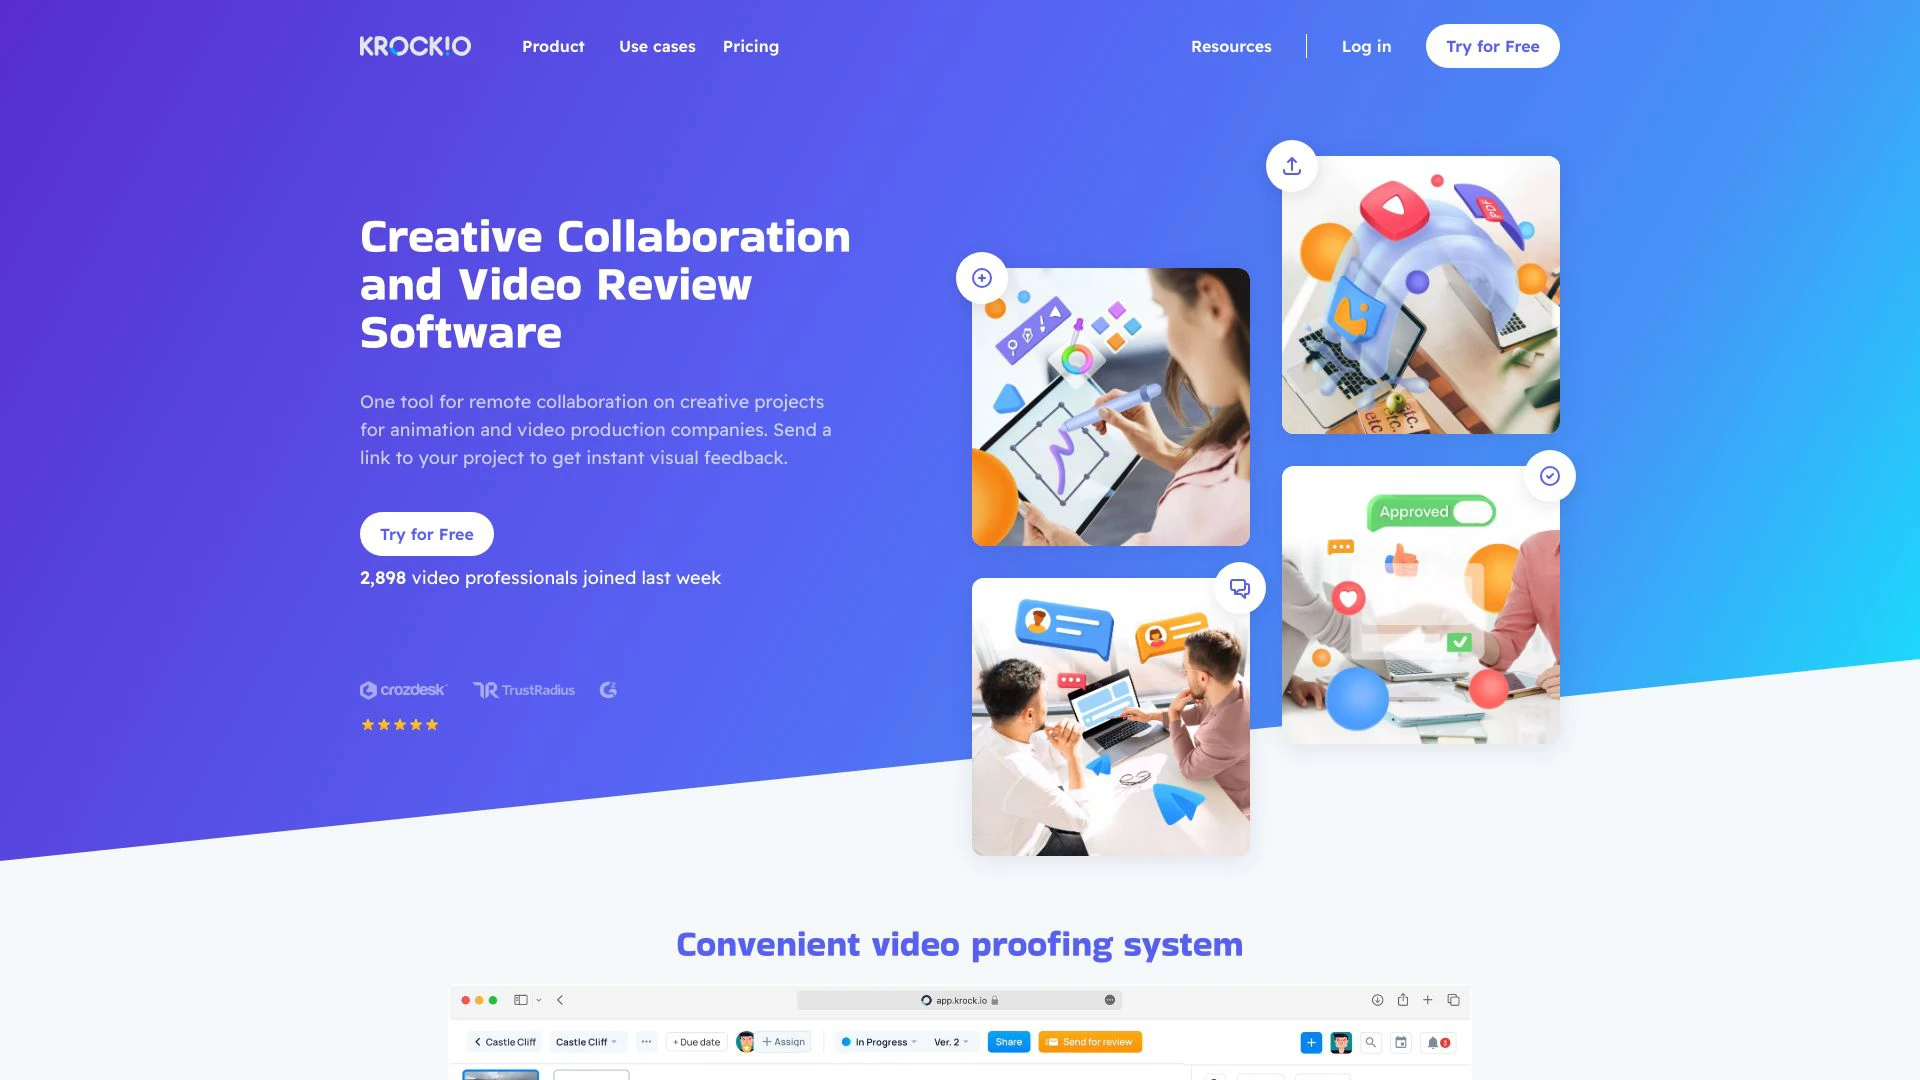 KROCK!O
Product
Use cases
Pricing
Resources
Log in
Try for Free
Creative Collaboration
and Video Review
Software
One tool for remote collaboration on creative projects
for animation and video production companies. Send a
link to your project to get instant visual feedback.
Try for Free
2,898 video professionals joined last week
crozdesk
TrustRadius
G2
PDF
etc.
etc.
etc.
Approved
Convenient video proofing system
app.krock.io
Castle Cliff
Castle Cliff
+ Due date
+ Assign
In Progress
Ver. 2
Share
Send for review
3